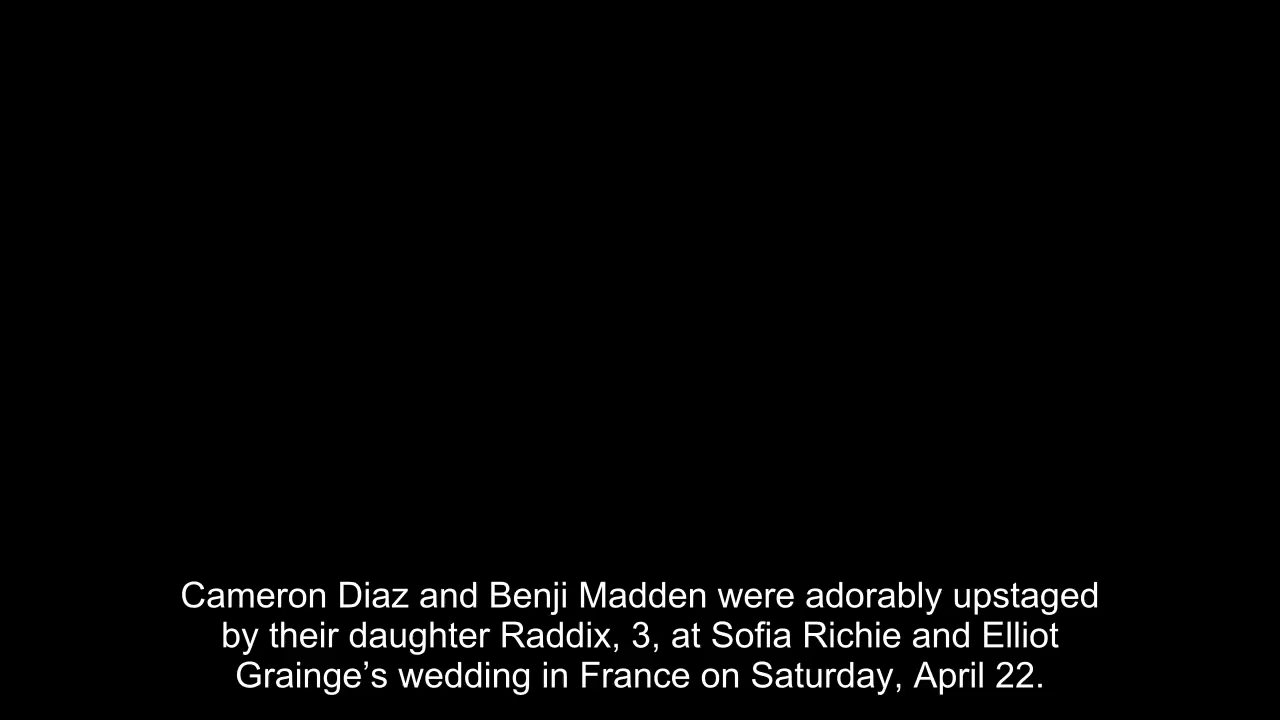 Cameron Diaz and Benji Madden were adorably upstaged
by their daughter Raddix, 3, at Sofia Richie and Elliot
Grainge’s wedding in France on Saturday, April 22.